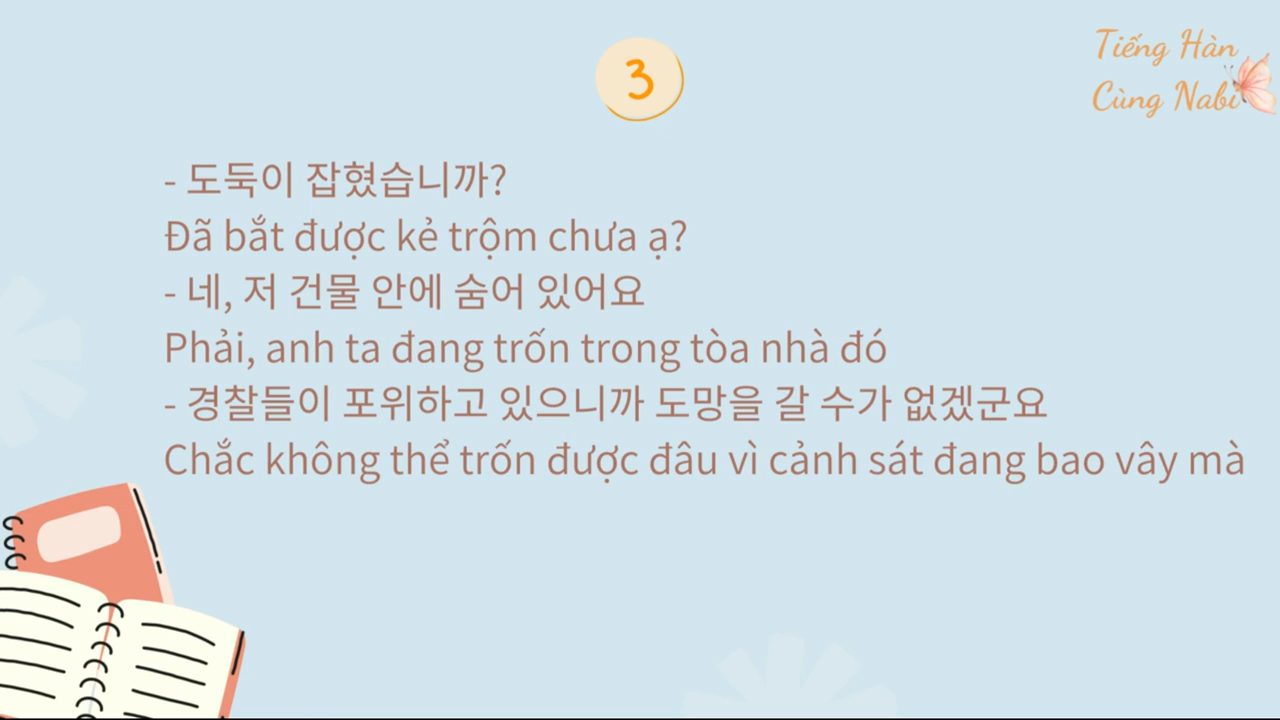 3
Tiếng Hàn
Cùng Nabi
- 도둑이 잡혔습니까?
Đã bắt được kẻ trộm chưa ạ?
- 네, 저 건물 안에 숨어 있어요
Phải, anh ta đang trốn trong tòa nhà đó
- 경찰들이 포위하고 있으니까 도망을 갈 수가 없겠군요
Chắc không thể trốn được đâu vì cảnh sát đang bao vây mà